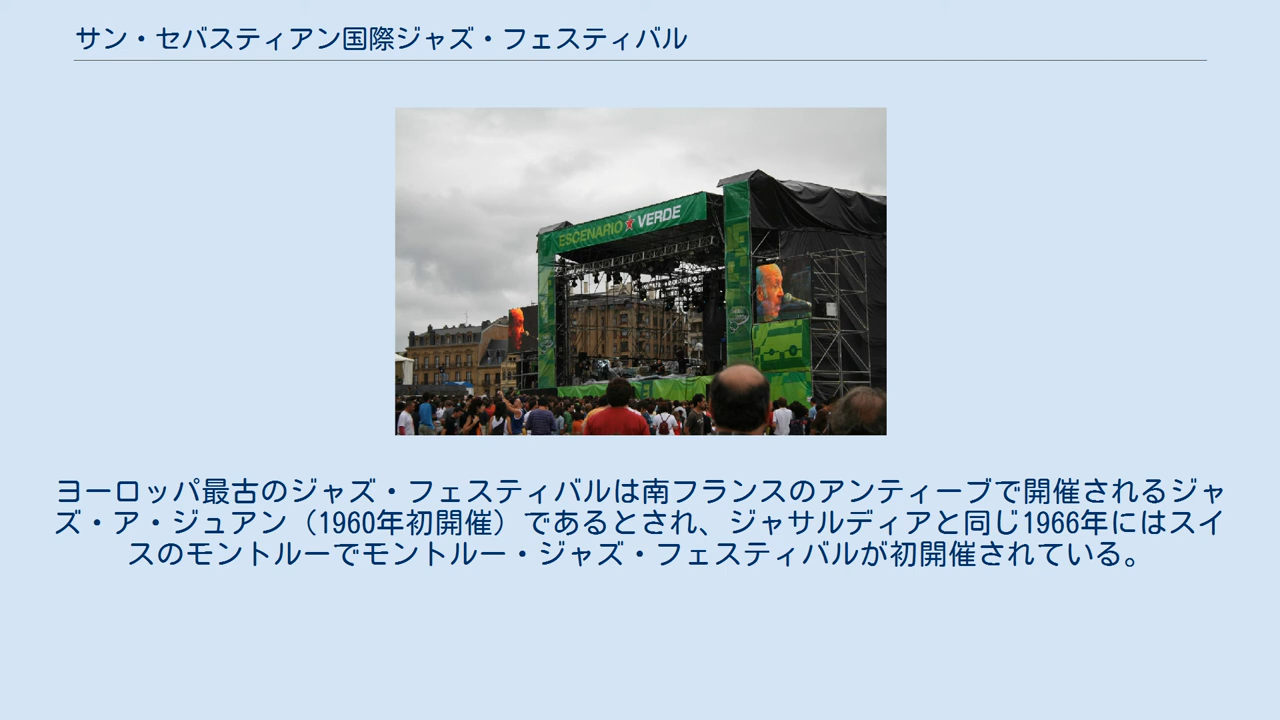 サン・セバスティアン国際ジャズ・フェスティバル
ESCENARIO VERDE
ヨーロッパ最古のジャズ・フェスティバルは南フランスのアンティーブで開催されるジャ
ズ・ア・ジュアン（1960年初開催）であるとされ、ジャサルディアと同じ1966年にはスイ
スのモントルーでモントルー・ジャズ・フェスティバルが初開催されている。